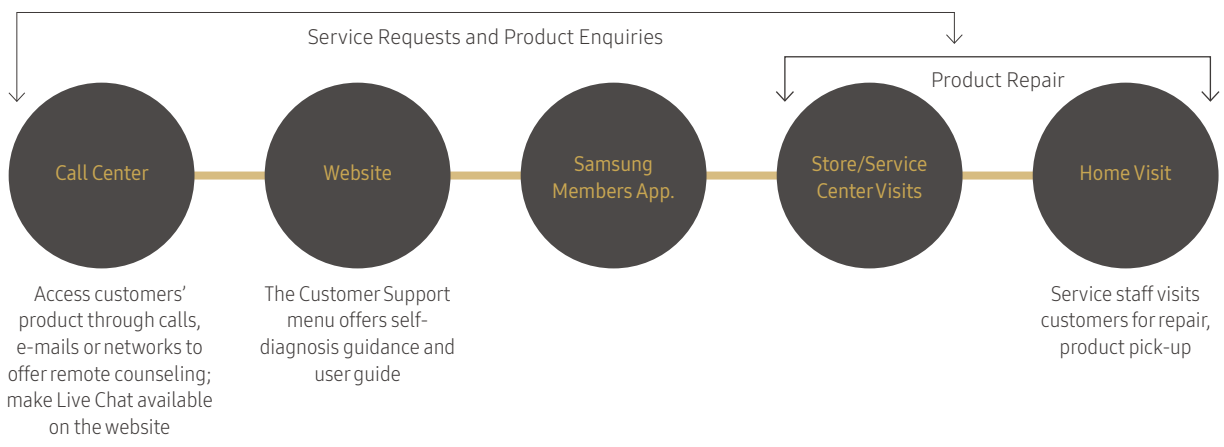 Service Requests and Product Enquiries
Product Repair
Call Center
Website
Samsung
Members App.
Store/Service
Center Visits
Home Visit
Access customers’
product through calls,
e-mails or networks to
offer remote counseling;
make Live Chat available
on the website
The Customer Support
menu offers self-
diagnosis guidance and
user guide
Service staff visits
customers for repair,
product pick-up